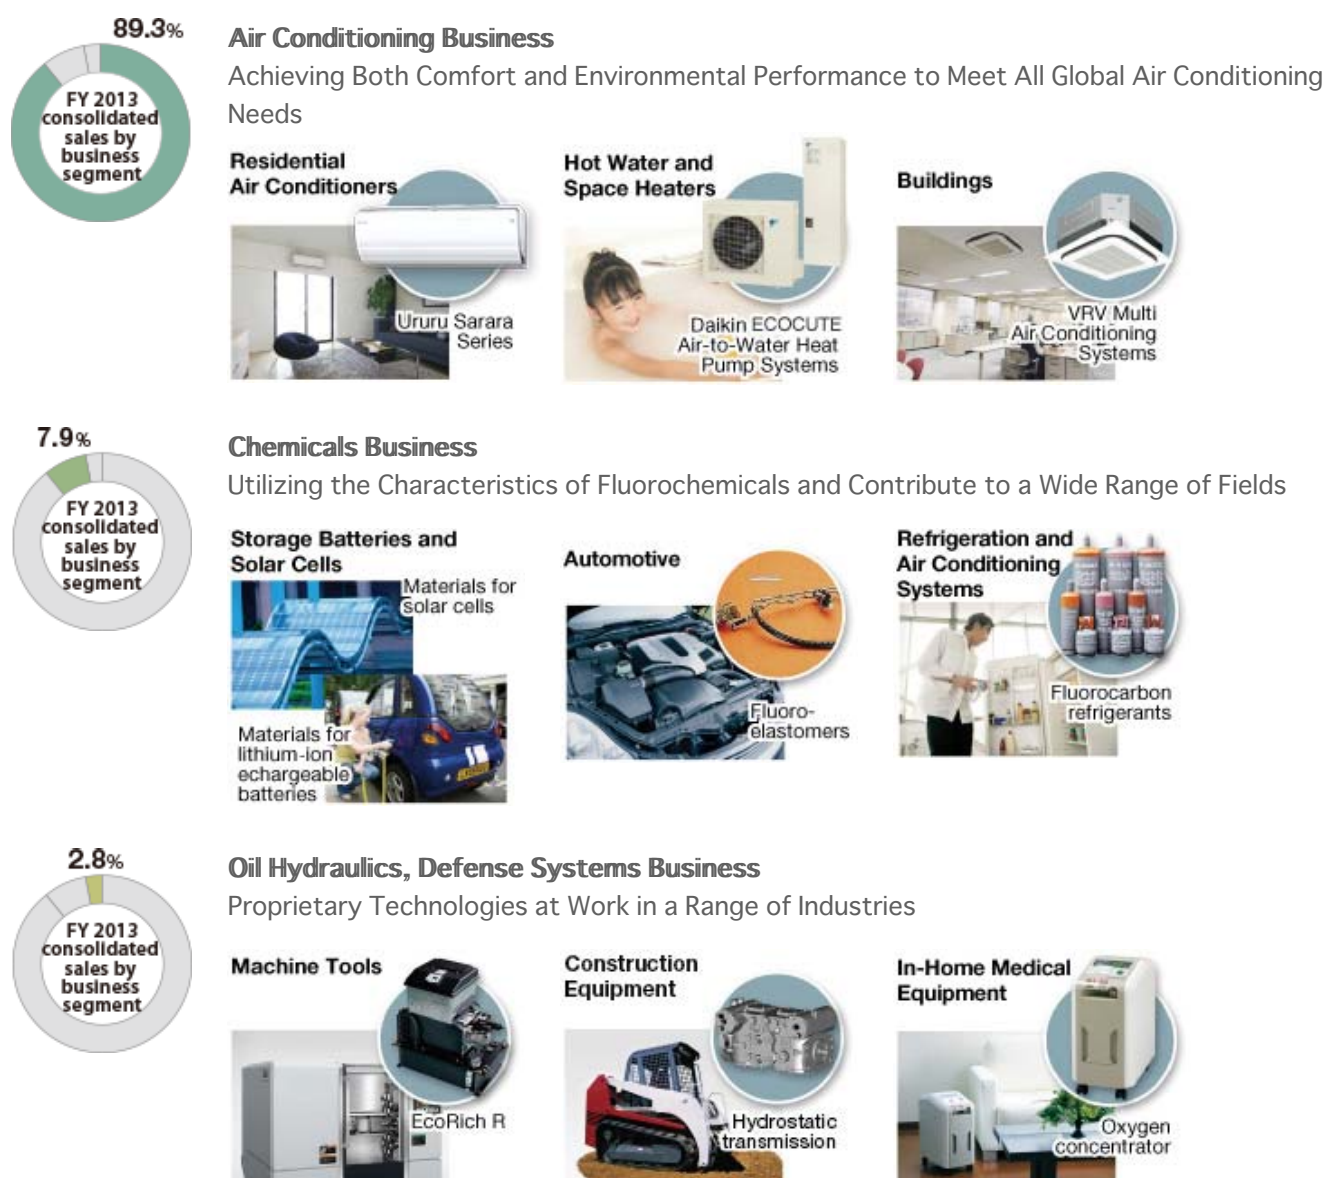 89.3%
FY 2013
consolidated
sales by
business
segment
Air Conditioning Business
Achieving Both Comfort and Environmental Performance to Meet All Global Air Conditioning
Needs
Residential
Air Conditioners
Ururu Sarara
Series
Hot Water and
Space Heaters
Daikin ECOCUTE
Air-to-Water Heat
Pump Systems
Buildings
VRV Multi
Air Conditioning
Systems
7.9%
FY 2013
consolidated
sales by
business
segment
Chemicals Business
Utilizing the Characteristics of Fluorochemicals and Contribute to a Wide Range of Fields
Storage Batteries and
Solar Cells
Materials for
solar cells
Materials for
lithium-ion
echargeable
batteries
Automotive
Fluoro-
elastomers
Refrigeration and
Air Conditioning
Systems
Fluorocarbon
refrigerants
2.8%
FY 2013
consolidated
sales by
business
segment
Oil Hydraulics, Defense Systems Business
Proprietary Technologies at Work in a Range of Industries
Machine Tools
EcoRich R
Construction
Equipment
Hydrostatic
transmission
In-Home Medical
Equipment
Oxygen
concentrator